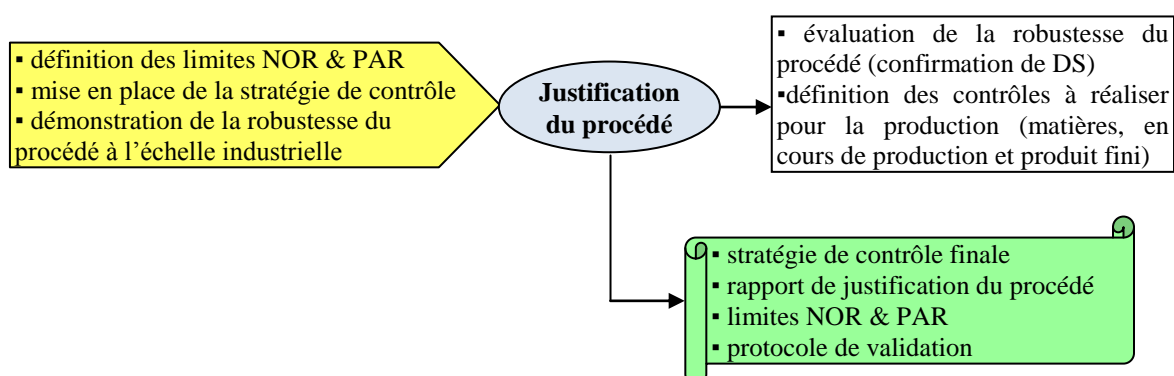 ▪ définition des limites NOR & PAR
▪ mise en place de la stratégie de contrôle
▪ démonstration de la robustesse du
procédé à l'échelle industrielle
Justification
du procédé
▪ évaluation de la robustesse du
procédé (confirmation de DS)
▪définition des contrôles à réaliser
pour la production (matières, en
cours de production et produit fini)
▪ stratégie de contrôle finale
▪ rapport de justification du procédé
▪ limites NOR & PAR
▪ protocole de validation